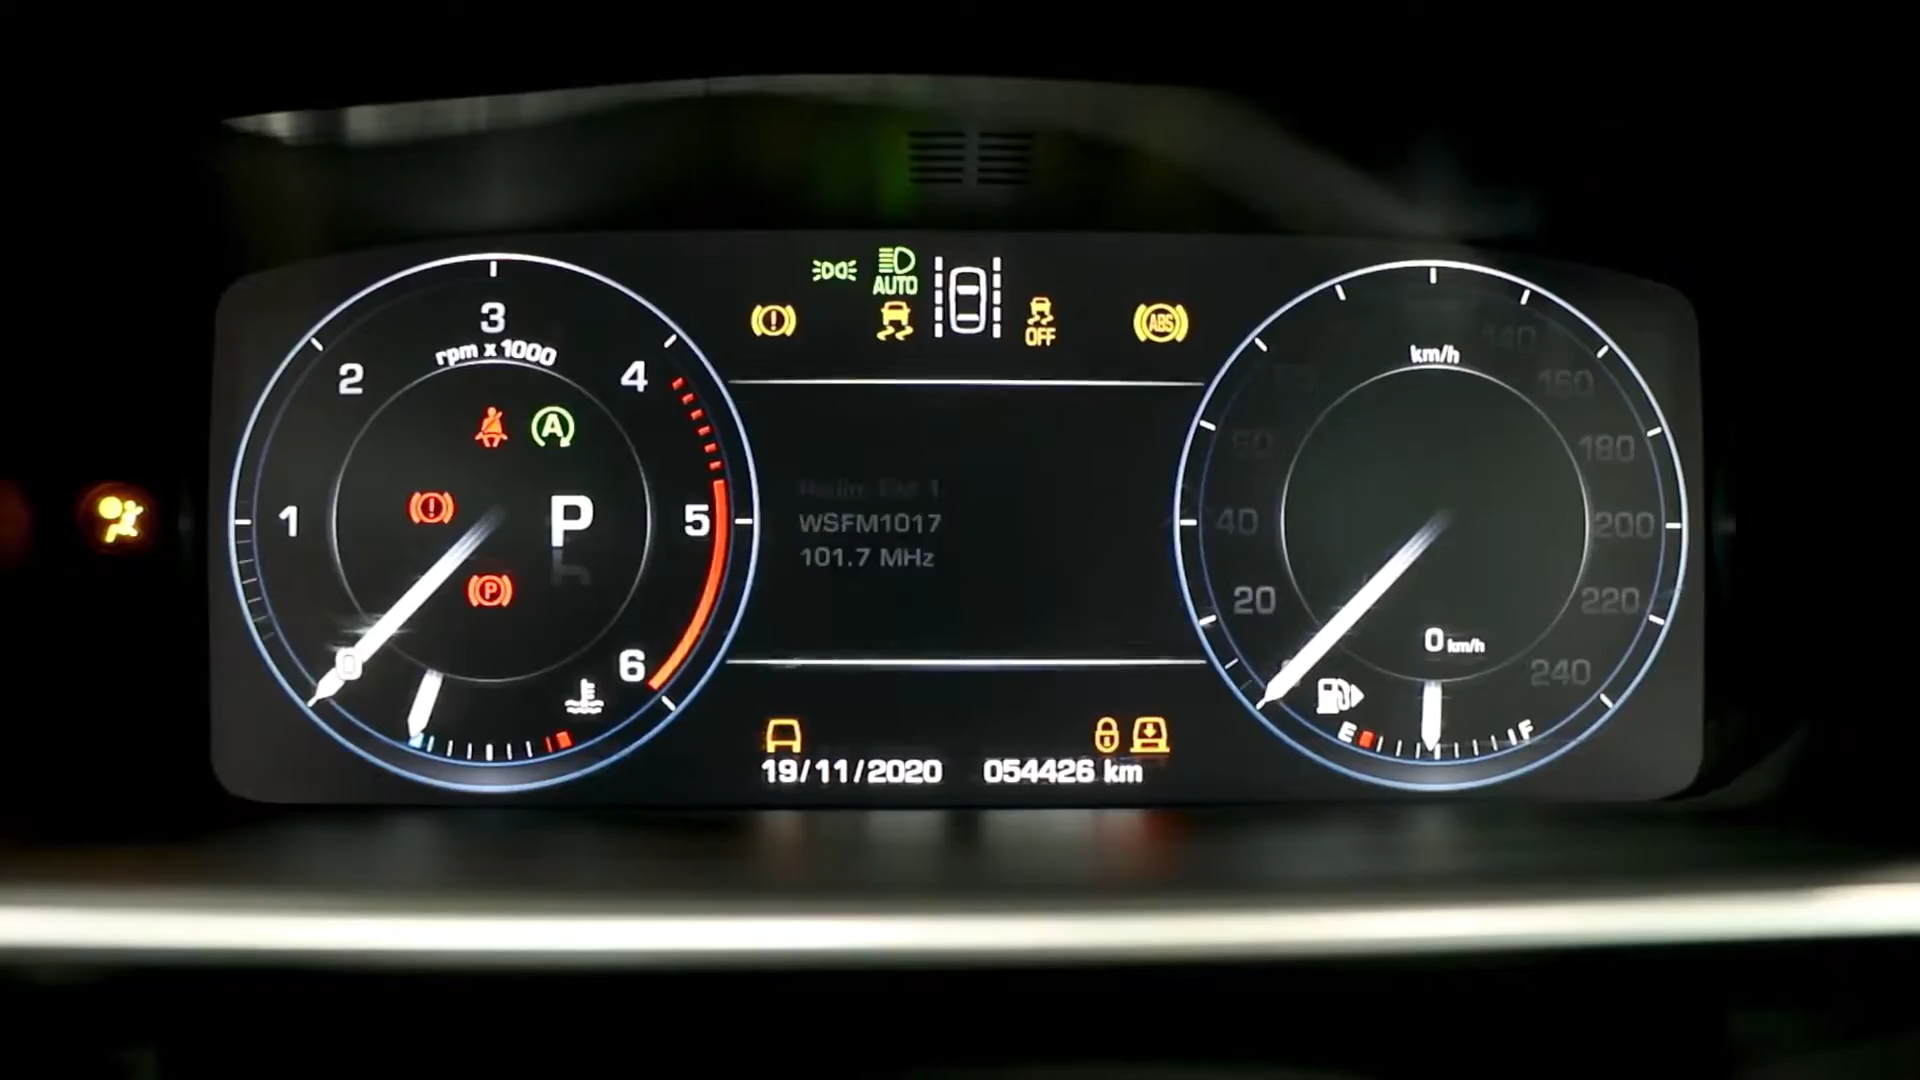 AUTO
OFF
ABS
3
rpm x 1000
2
4
1
5
0
6
P
P
WSFM1017
101.7 MHz
km/h
140
160
180
40
200
20
220
240
0 km/h
E
F
A
19/11/2020
054426 km